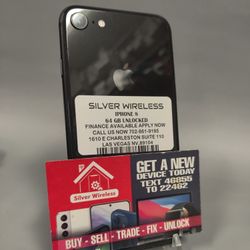 SILVER WIRELESS
IPHONE 8
64 GB UNLOCKED
FINANCE AVAILABLE APPLY NOW
CALL US NOW 702-551-9195
1610 E CHARLESTON SUITE 110
LAS VEGAS NV,89104
Silver Wireless
GET A NEW
DEVICE TODAY
TEXT 46855
TO 22462
BUY - SELL - TRADE - FIX - UNLOCK